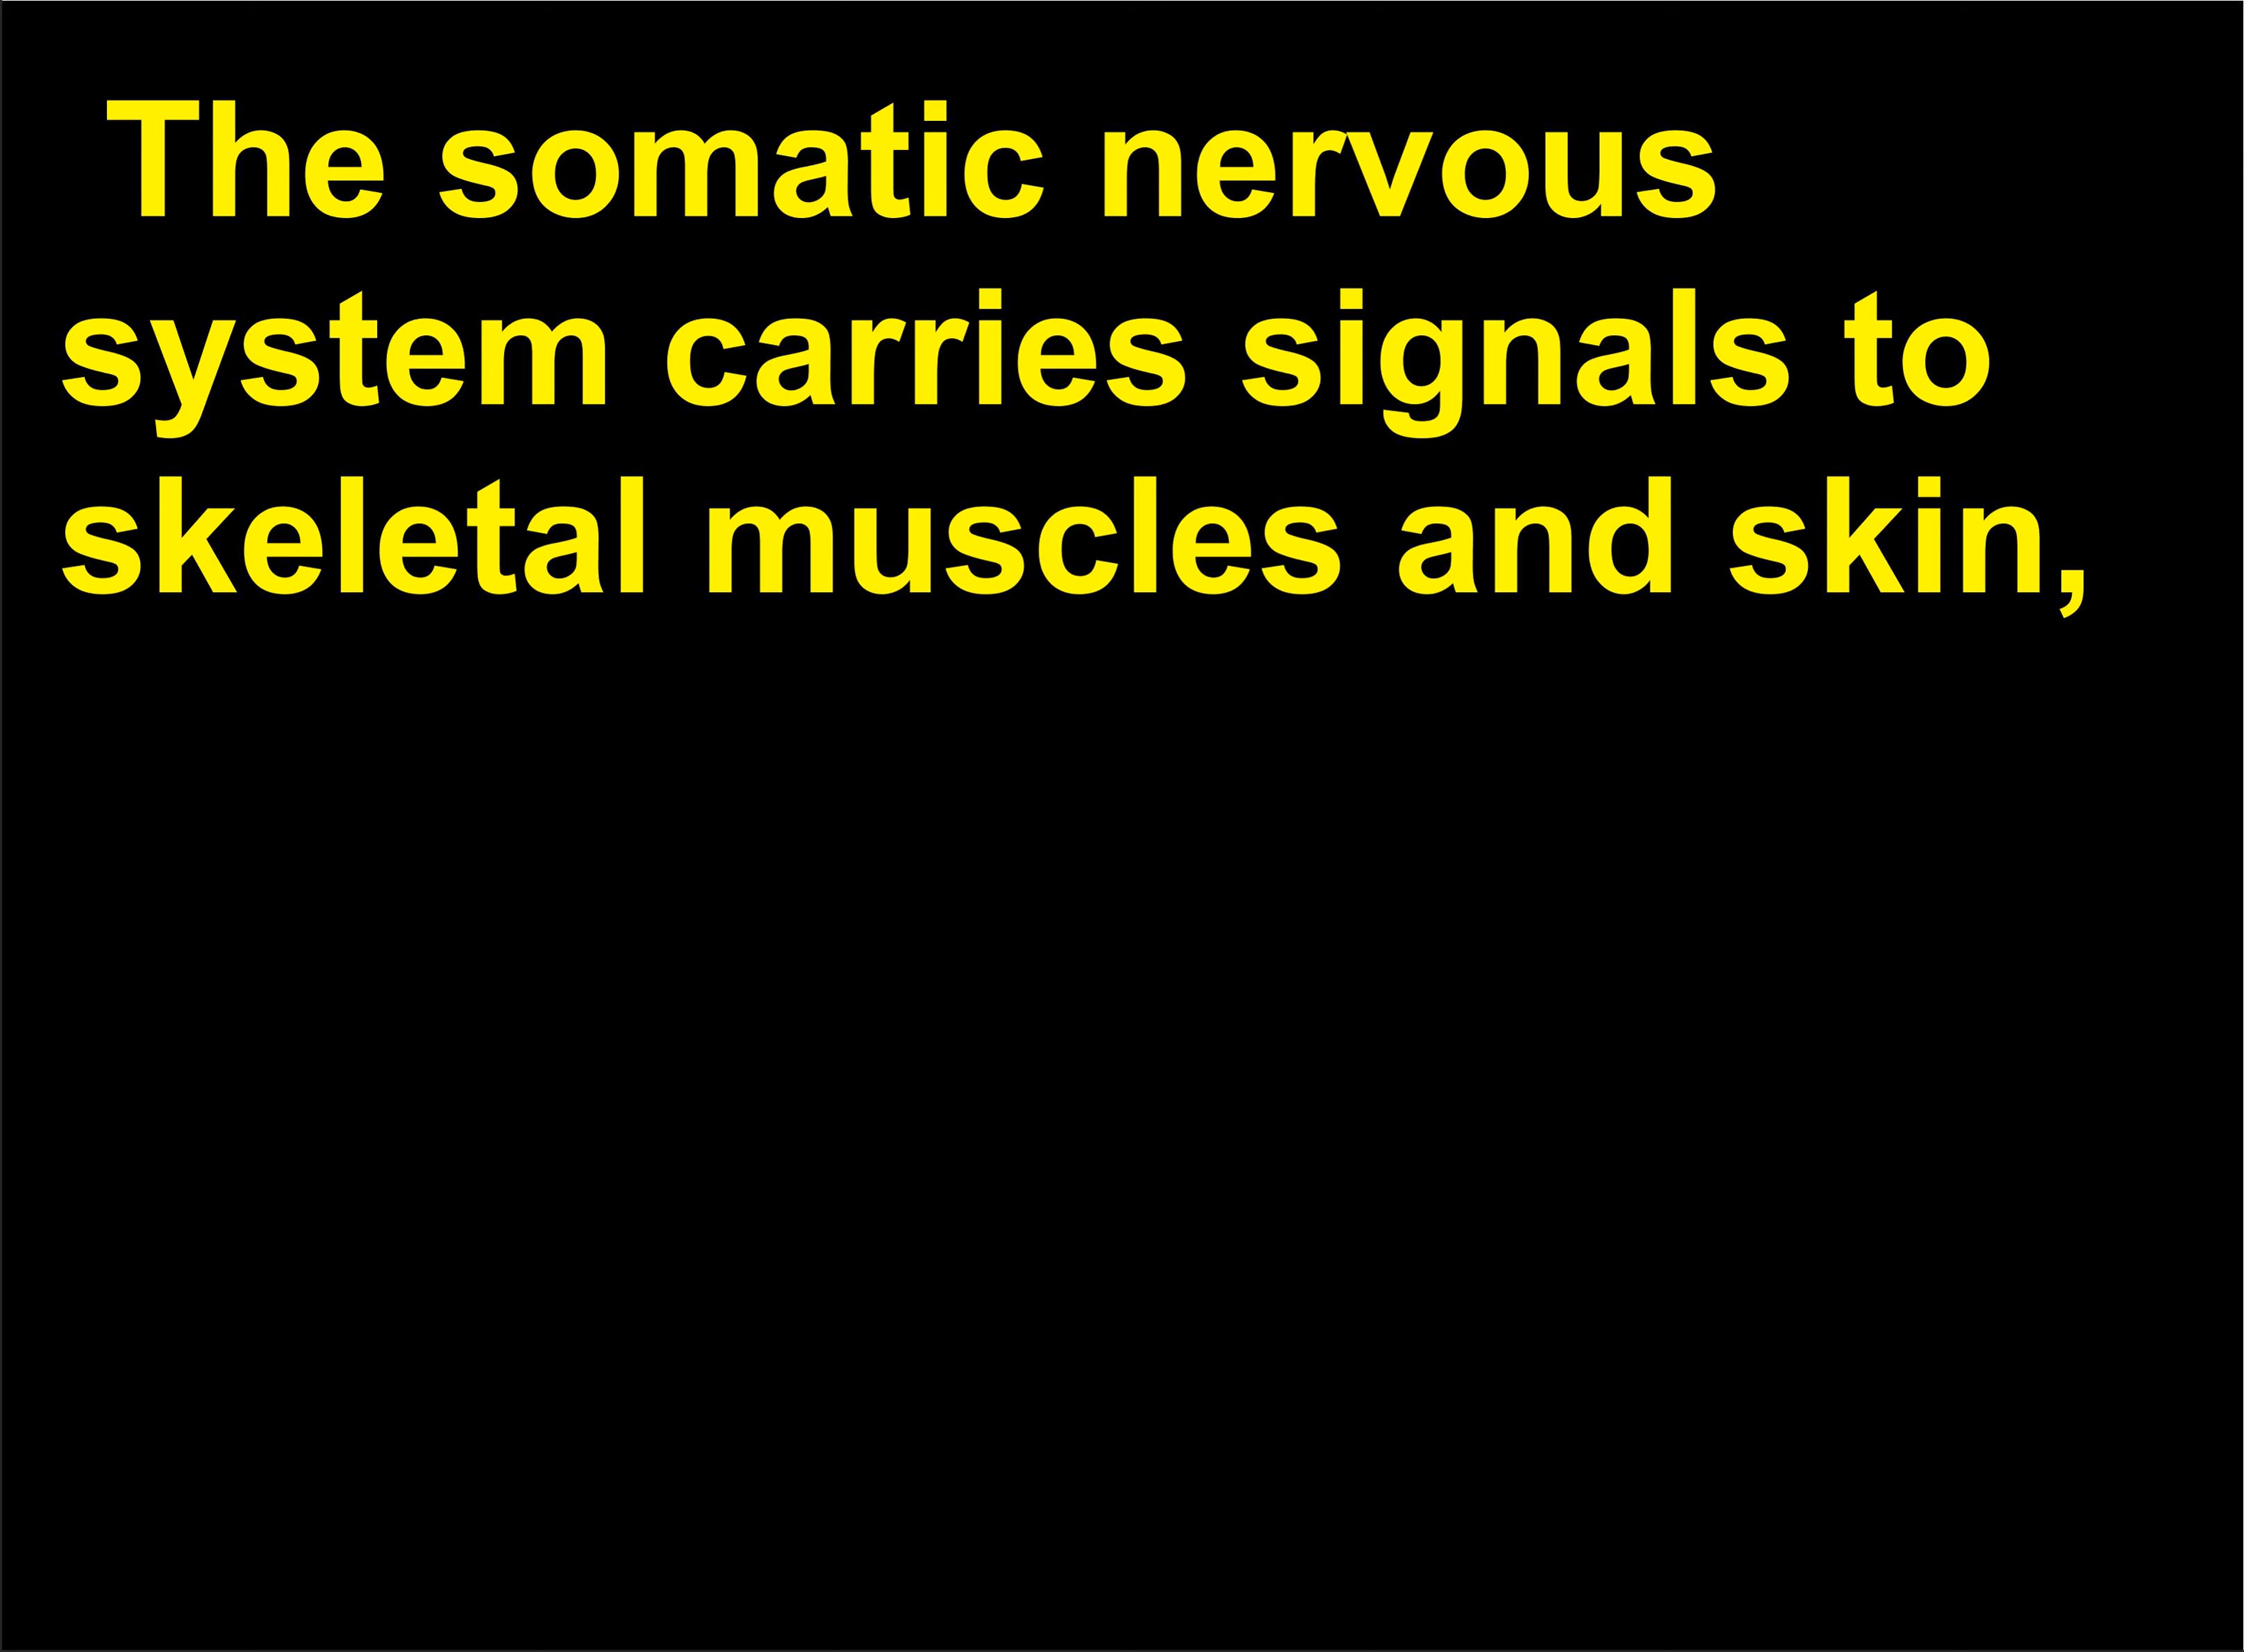 The somatic nervous
system carries signals to
skeletal muscles and skin,